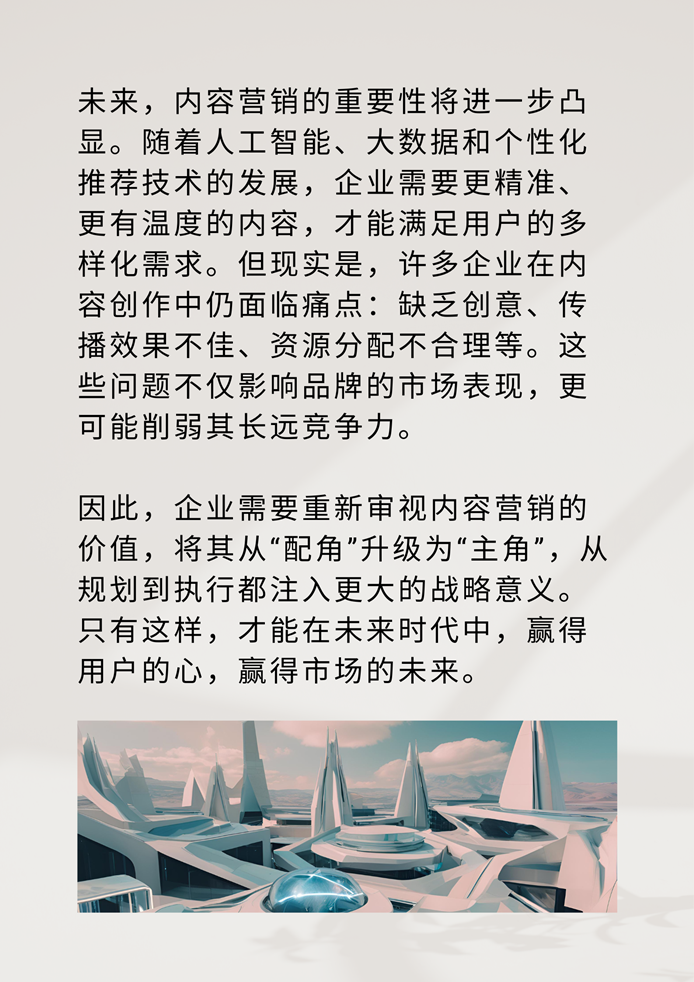 未来，内容营销的重要性将进一步凸
显。随着人工智能、大数据和个性化
推荐技术的发展，企业需要更精准、
更有温度的内容，才能满足用户的多
样化需求。但现实是，许多企业在内
容创作中仍面临痛点：缺乏创意、传
播效果不佳、资源分配不合理等。这
些问题不仅影响品牌的市场表现，更
可能削弱其长远竞争力。
因此，企业需要重新审视内容营销的
价值，将其从“配角”升级为“主角”，从
规划到执行都注入更大的战略意义。
只有这样，才能在未来时代中，赢得
用户的心，赢得市场的未来。